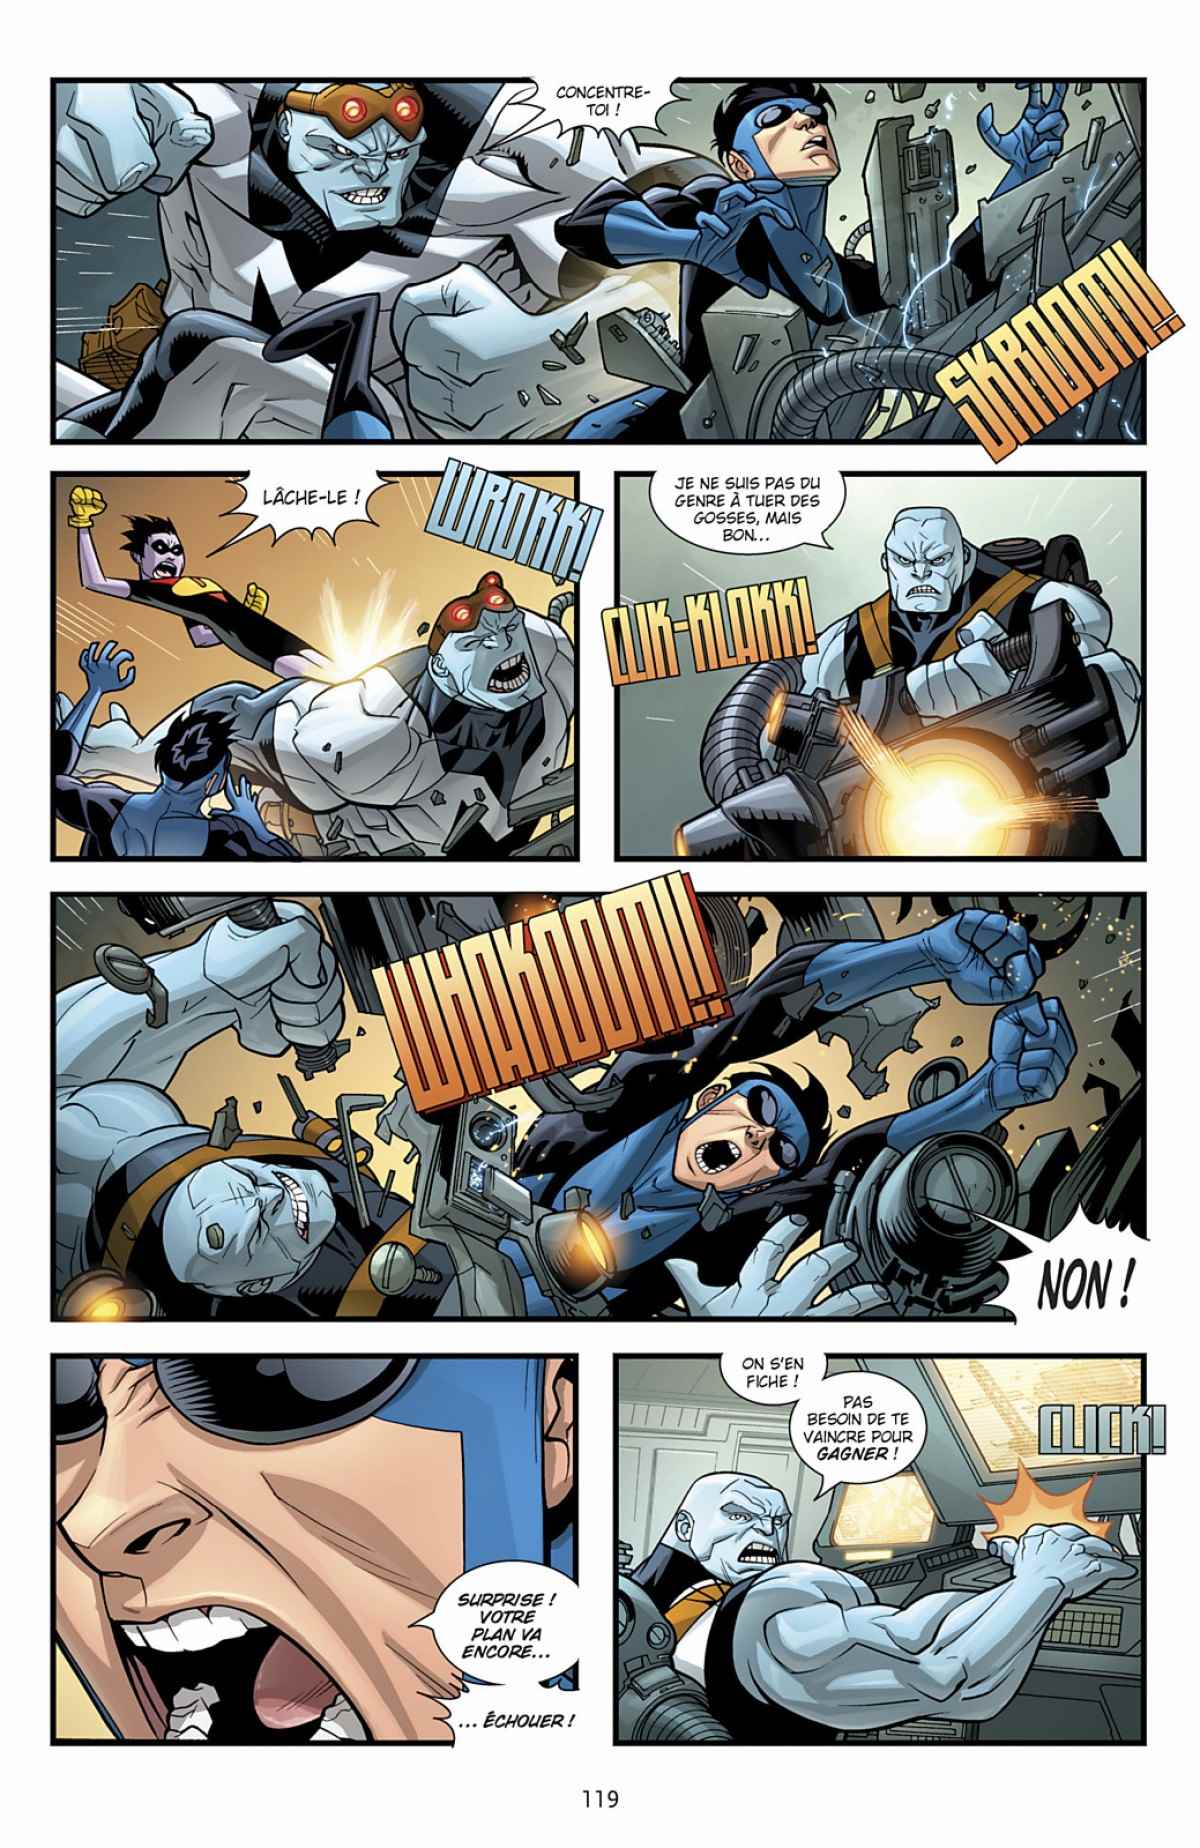 CONCENTRE-
TOI !
SKROOM!!
LÂCHE-LE !
WROKK!
JE NE SUIS PAS DU
GENRE À TUER DES
GOSSES, MAIS
BON...
CLIK-KLAKK!
WHAKOOM!!
NON !
SURPRISE !
VOTRE
PLAN VA
ENCORE...
... ÉCHOUER !
ON S'EN
FICHE !
PAS
BESOIN DE TE
VAINCRE POUR
GAGNER !
CLICK!
119